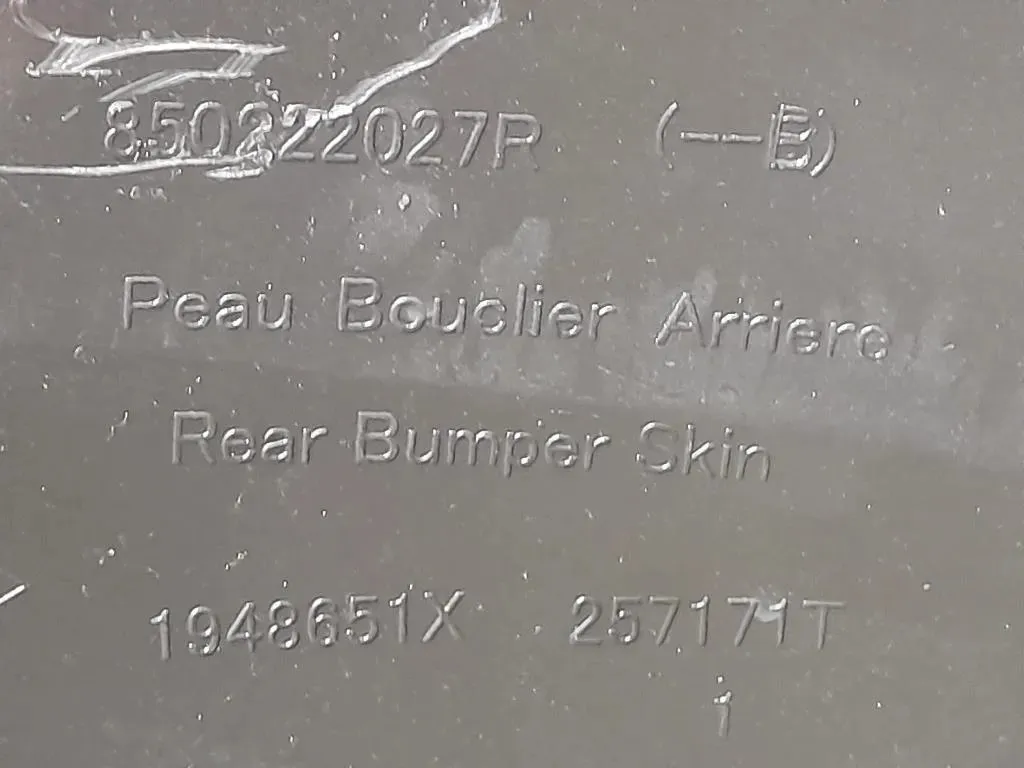 850222027R (--B)
Peau Bouclier Arriere
Rear Bumper Skin
1948651X 257171T
i